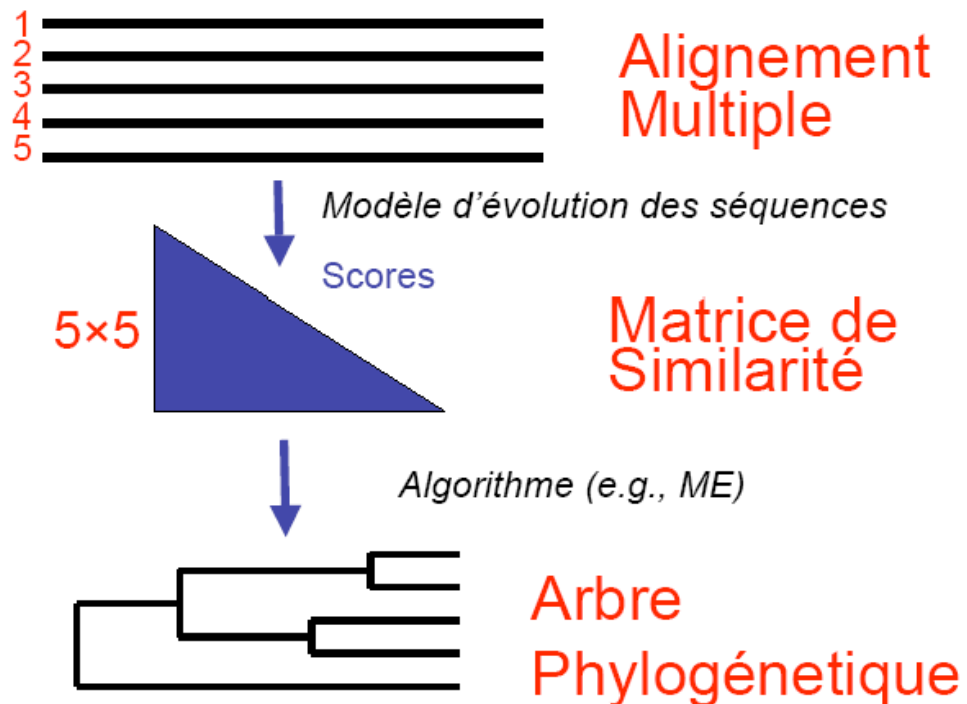 1
2
3
4
5
Alignement
Multiple
Modèle d'évolution des séquences
Scores
5×5
Matrice de
Similarité
Algorithme (e.g., ME)
Arbre
Phylogénetique